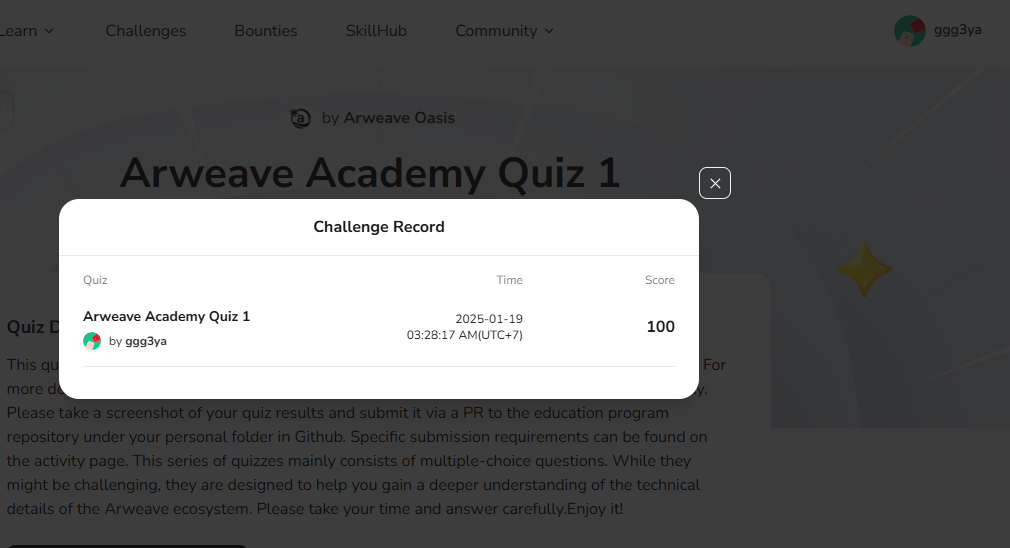 Learn Challenges Bounties SkillHub Community ggg3ya
by Arweave Oasis
Arweave Academy Quiz 1
Challenge Record
Quiz Time Score
Arweave Academy Quiz 1
by ggg3ya
2025-01-19
03:28:17 AM(UTC+7)
100
Quiz D
This qu For
more de y.
Please take a screenshot of your quiz results and submit it via a PR to the education program
repository under your personal folder in Github. Specific submission requirements can be found on
the activity page. This series of quizzes mainly consists of multiple-choice questions. While they
might be challenging, they are designed to help you gain a deeper understanding of the technical
details of the Arweave ecosystem. Please take your time and answer carefully.Enjoy it!